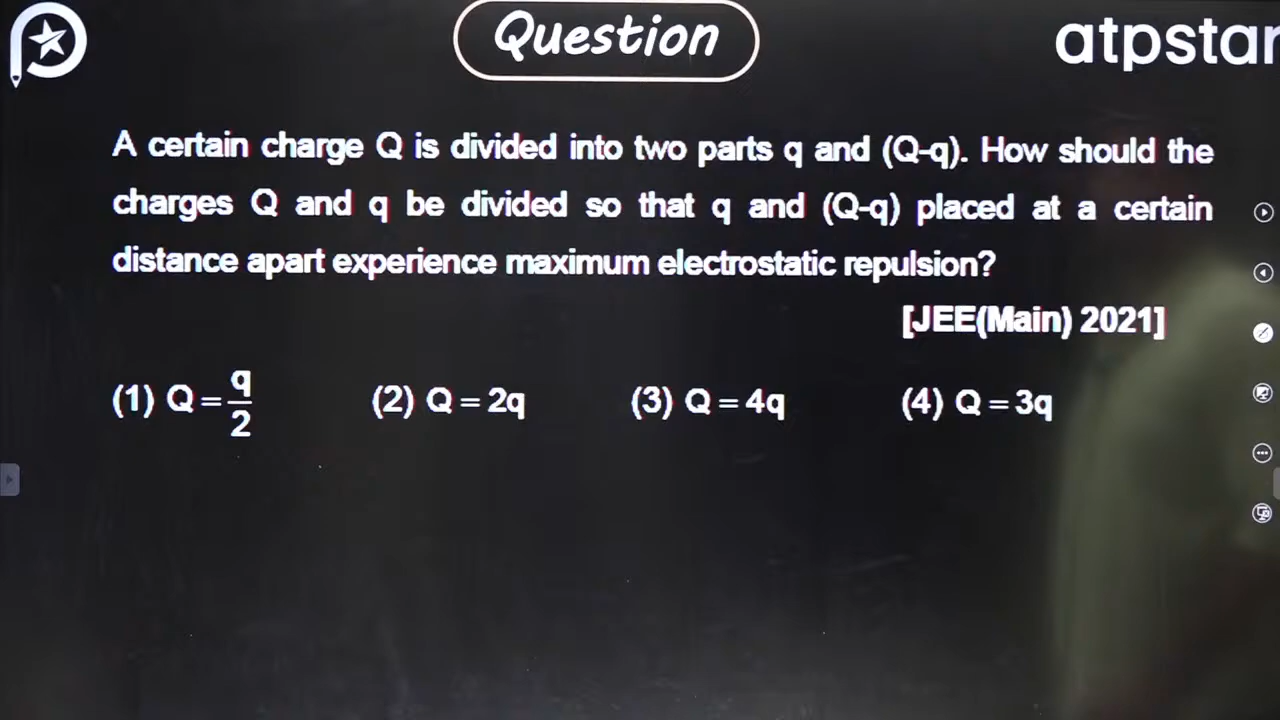 Question
atpstar
A certain charge Q is divided into two parts q and (Q-q). How should the
charges Q and q be divided so that q and (Q-q) placed at a certain
distance apart experience maximum electrostatic repulsion?
[JEE(Main) 2021]
(1) Q = q/2 (2) Q = 2q (3) Q = 4q (4) Q = 3q